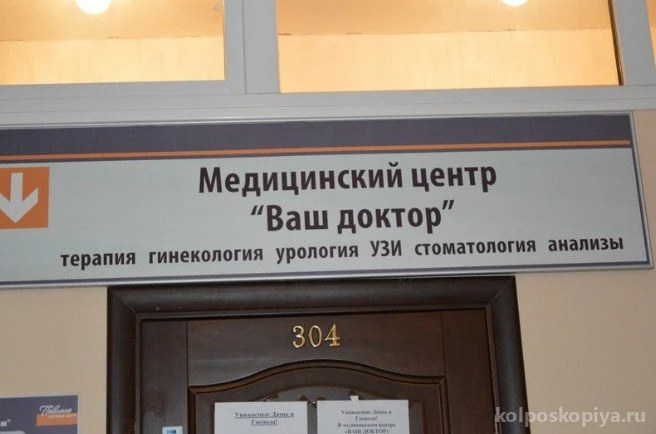 Медицинский центр
"Ваш доктор"
терапия гинекология урология УЗИ стоматология анализы
304
Уважаемые Дамы и
Господа!
Уважаемые Дамы и
Господа!
В медицинском центре
«ВАШ ДОКТОР»
kolposkopiya.ru